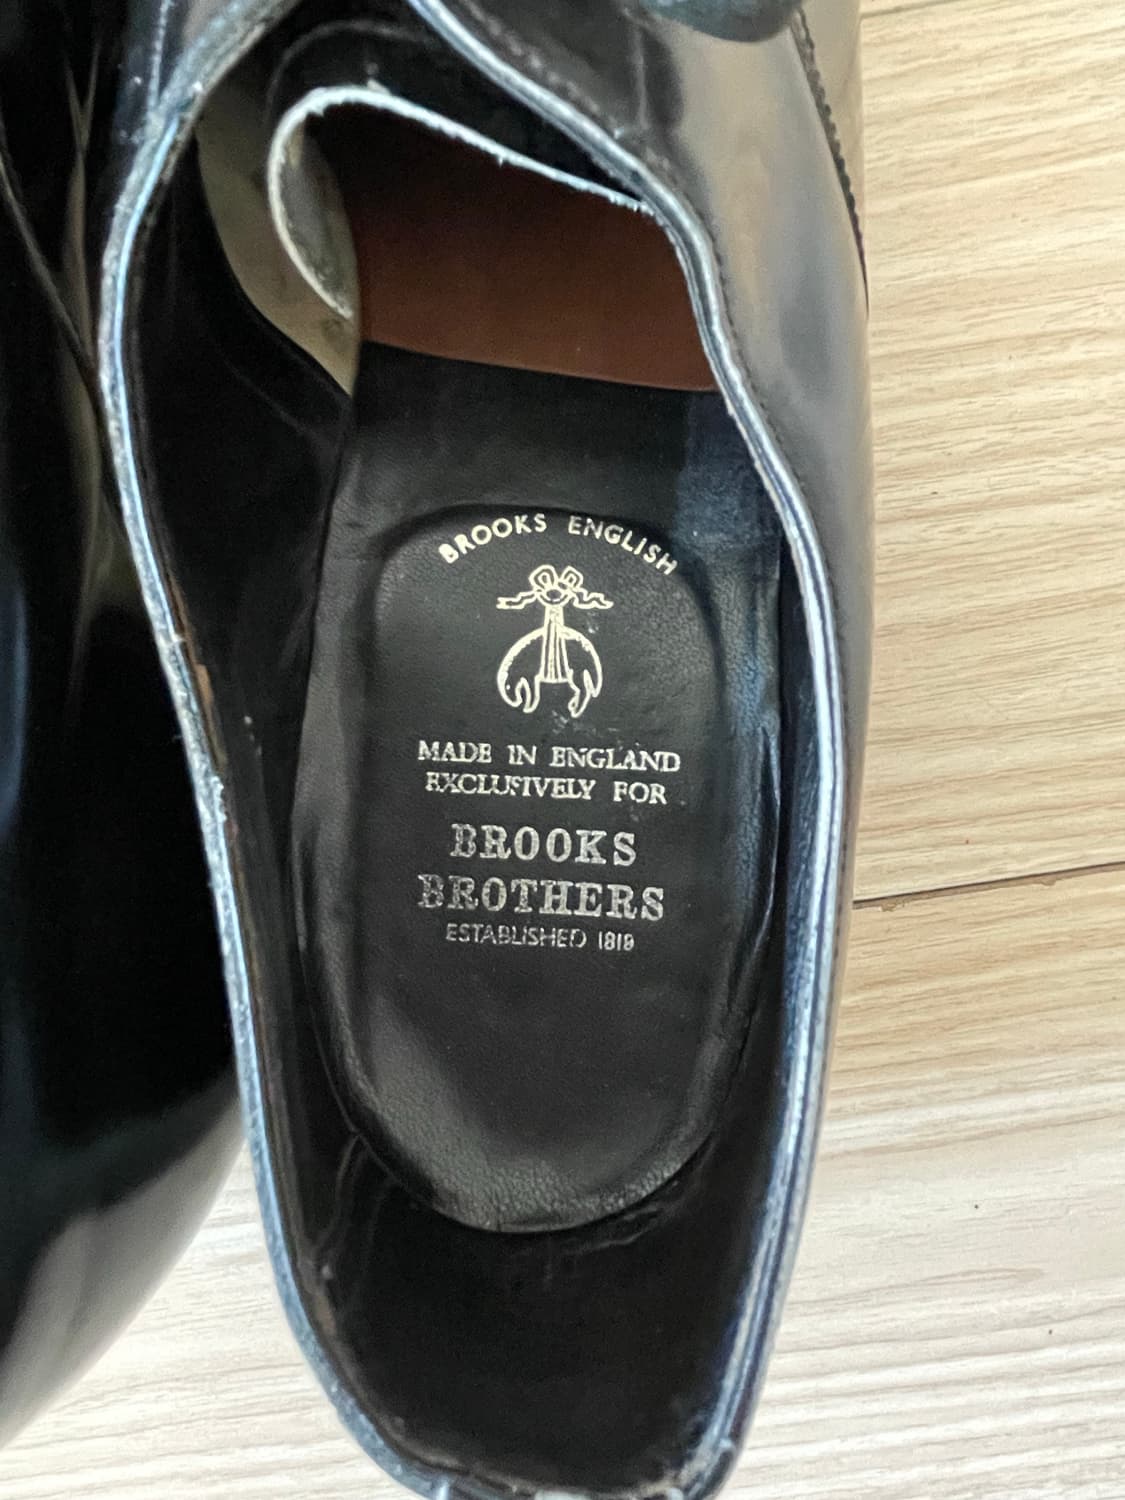 BROOKS ENGLISH
MADE IN ENGLAND
EXCLUSIVELY FOR
BROOKS
BROTHERS
ESTABLISHED 1818